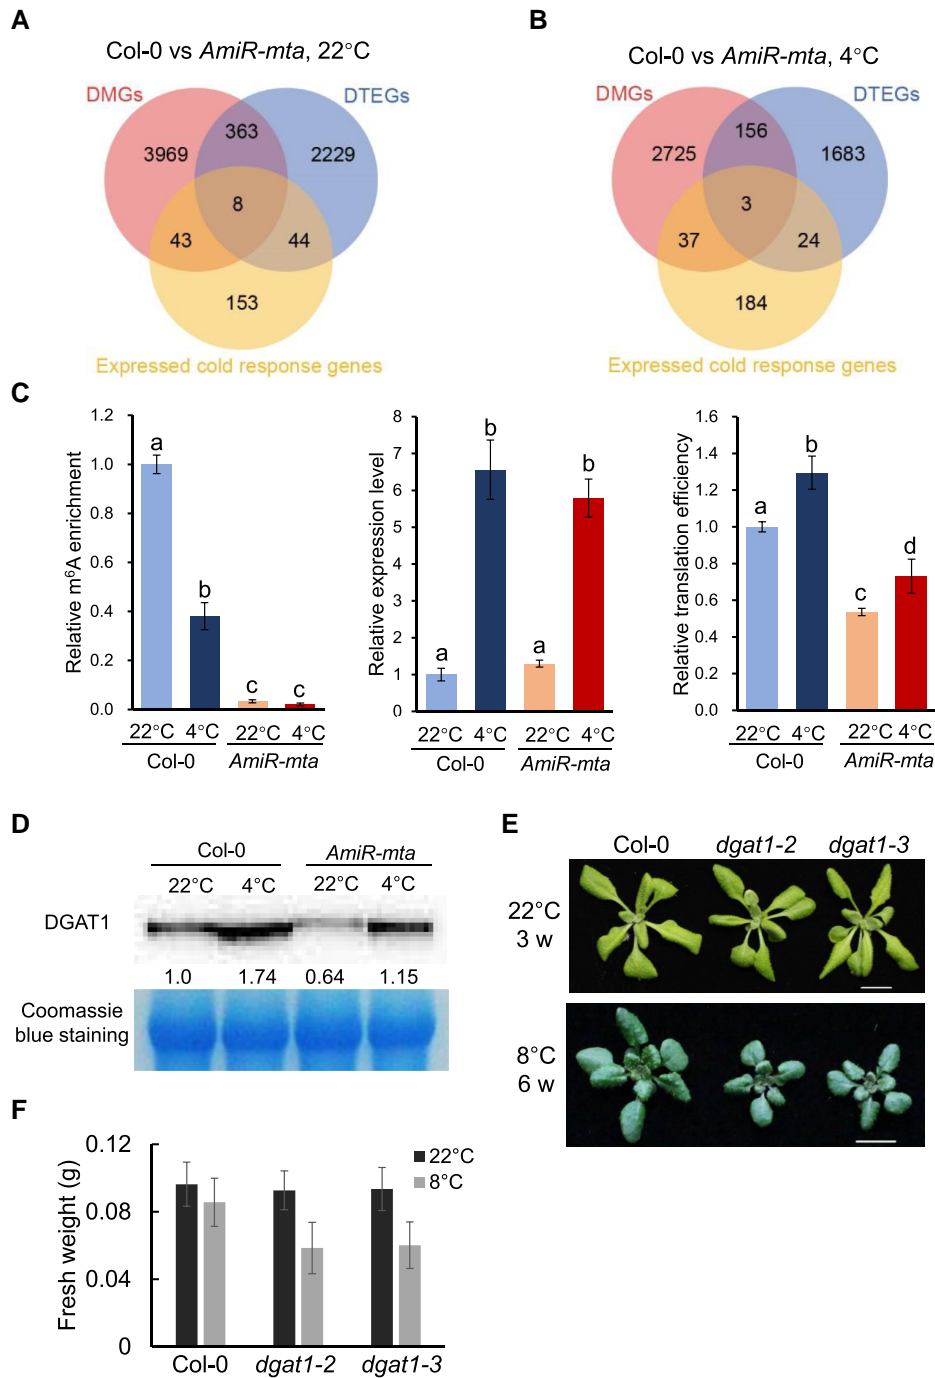 A
Col-0 vs AmiR-mta, 22°C
DMGs
DTEGs
363
3969
2229
8
43
44
153
Expressed cold response genes
B
Col-0 vs AmiR-mta, 4°C
DMGs
DTEGs
156
2725
1683
3
37
24
184
Expressed cold response genes
C
Relative m⁶A enrichment
1.2
1.0
0.8
0.6
0.4
0.2
0.0
a
b
c
c
22°C 4°C 22°C 4°C
Col-0 AmiR-mta
Relative expression level
8
7
6
5
4
3
2
1
0
a
b
a
b
22°C 4°C 22°C 4°C
Col-0 AmiR-mta
Relative translation efficiency
1.6
1.4
1.2
1.0
0.8
0.6
0.4
0.2
0.0
a
b
c
d
22°C 4°C 22°C 4°C
Col-0 AmiR-mta
D
Col-0 AmiR-mta
22°C 4°C 22°C 4°C
DGAT1
1.0 1.74 0.64 1.15
Coomassie
blue staining
E
Col-0 dgat1-2 dgat1-3
22°C
3 w
8°C
6 w
F
Fresh weight (g)
0.12
0.08
0.04
0
22°C
8°C
Col-0 dgat1-2 dgat1-3